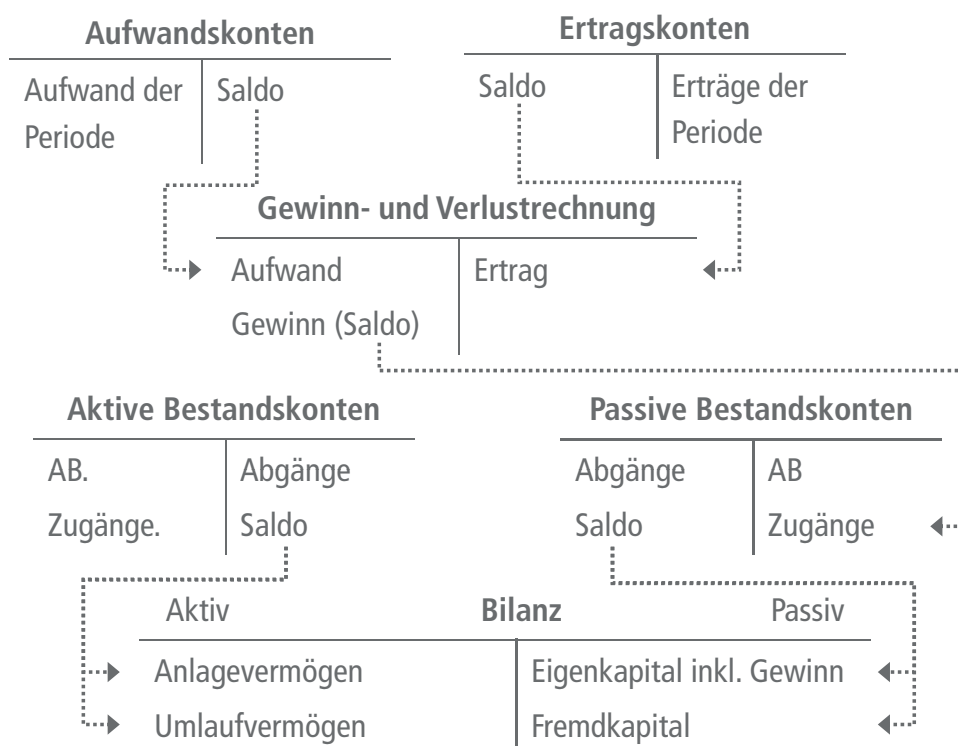 Aufwandskonten
Aufwand der
Periode
Saldo
Ertragskonten
Saldo
Erträge der
Periode
Gewinn- und Verlustrechnung
Aufwand
Gewinn (Saldo)
Ertrag
Aktive Bestandskonten
AB.
Zugänge.
Abgänge
Saldo
Passive Bestandskonten
Abgänge
Saldo
AB
Zugänge
Aktiv
Bilanz
Passiv
Anlagevermögen
Umlaufvermögen
Eigenkapital inkl. Gewinn
Fremdkapital